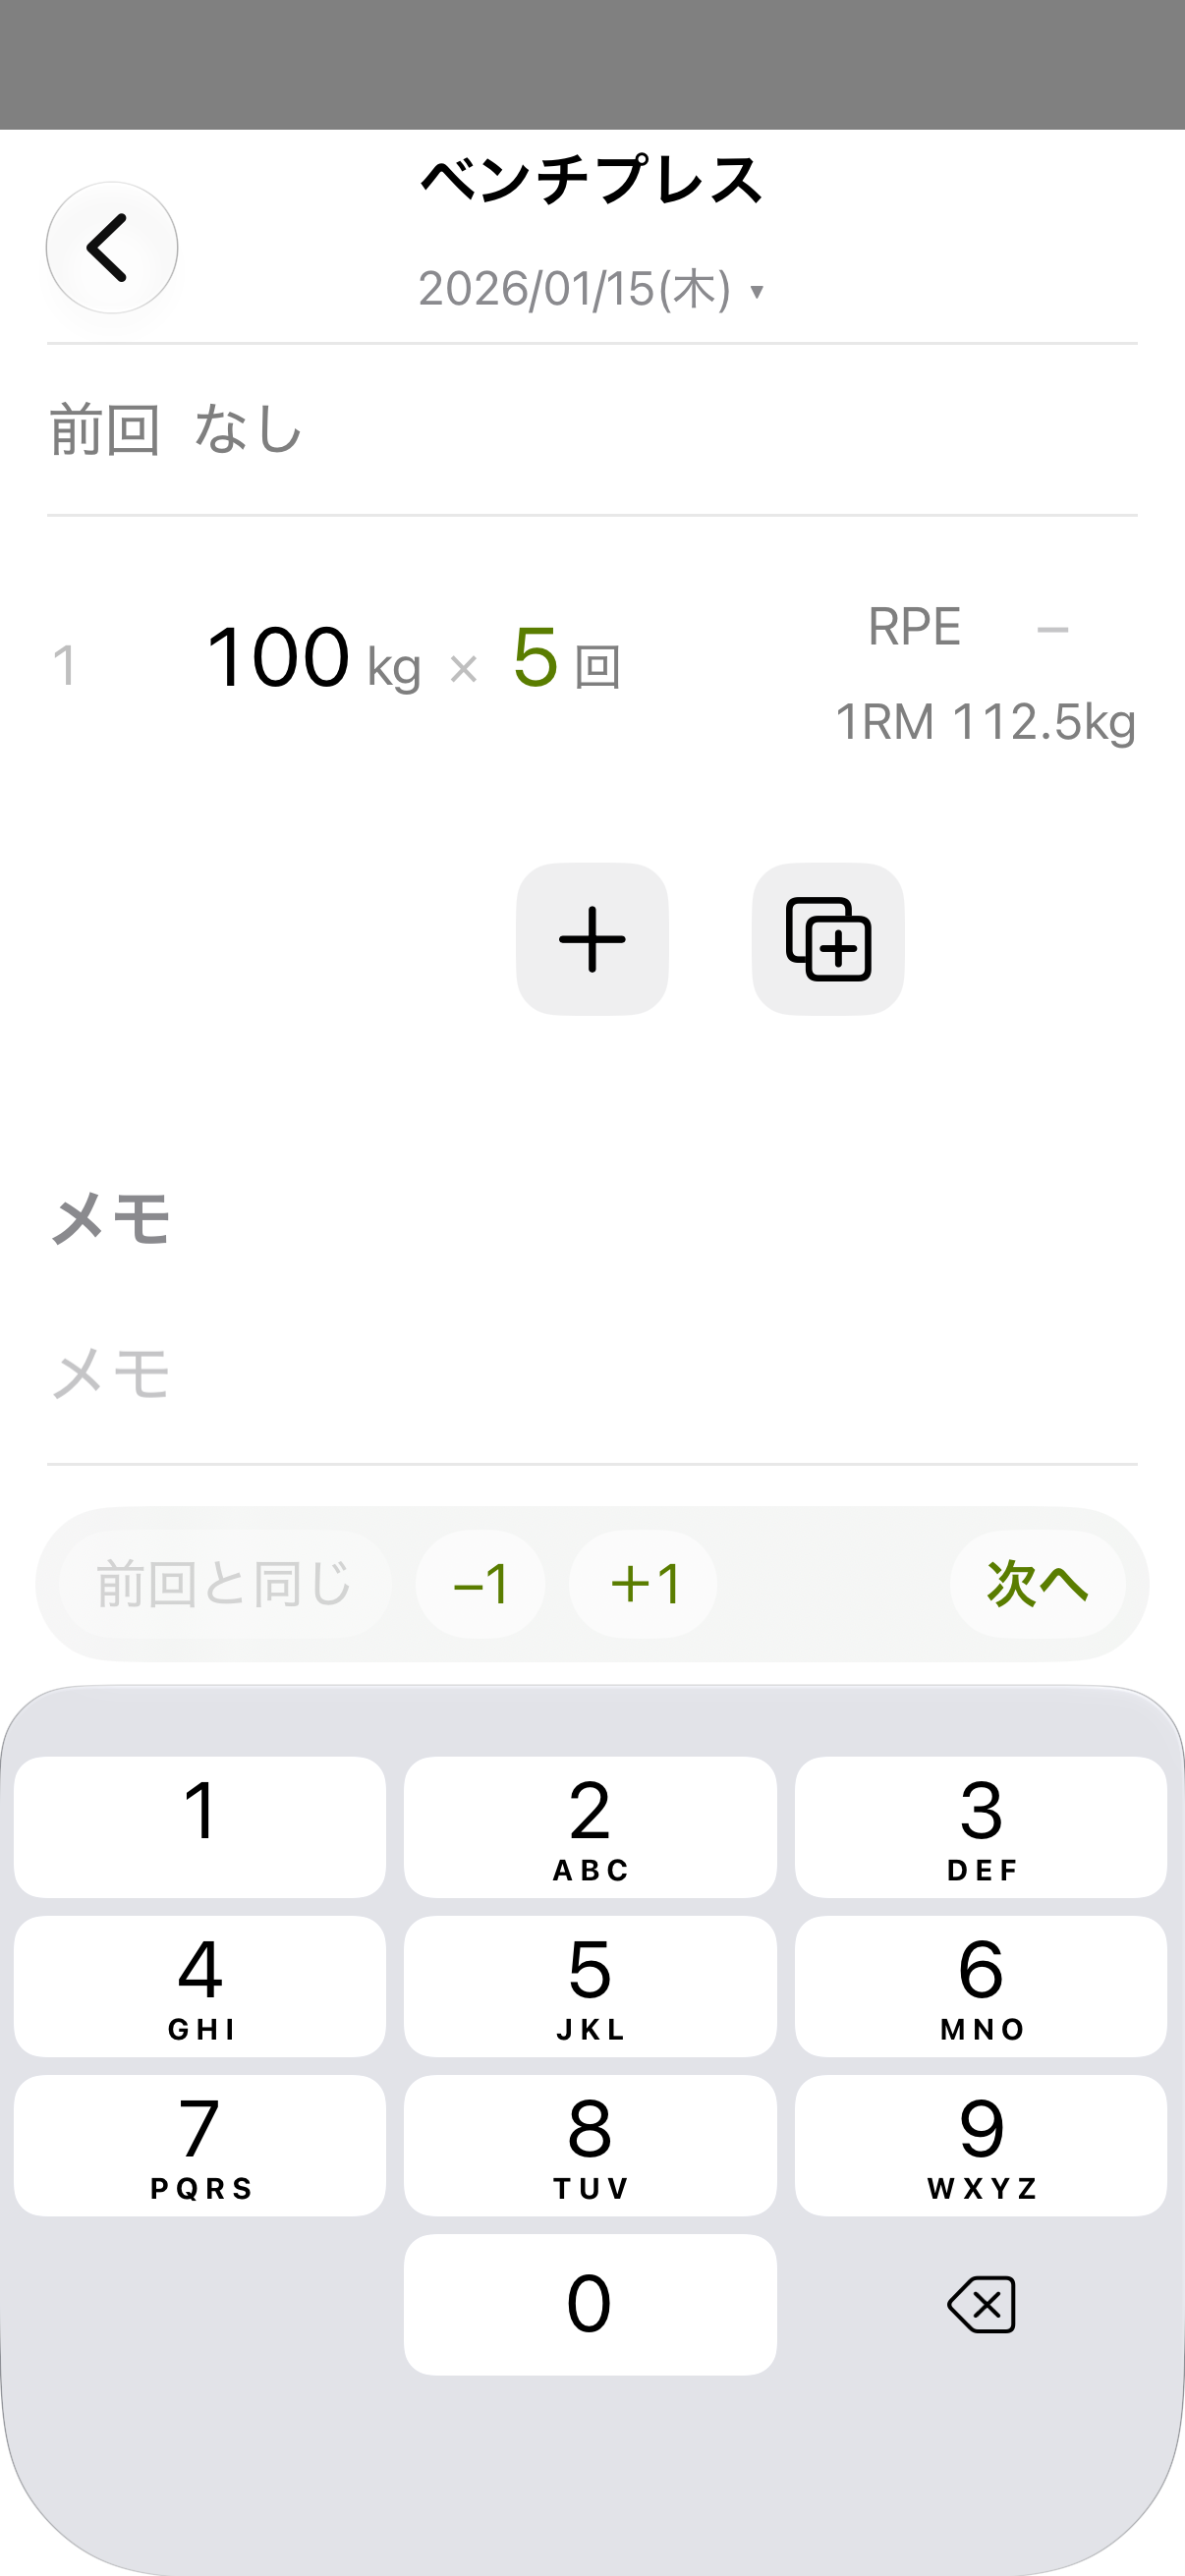 ベンチプレス
2026/01/15(木) ▼
前回 なし
1 100 kg × 5 回
RPE –
1RM 112.5kg
メモ
メモ
前回と同じ –1 +1 次へ
1 2 3
ABC DEF
4 5 6
GHI JKL MNO
7 8 9
PQRS TUV WXYZ
0